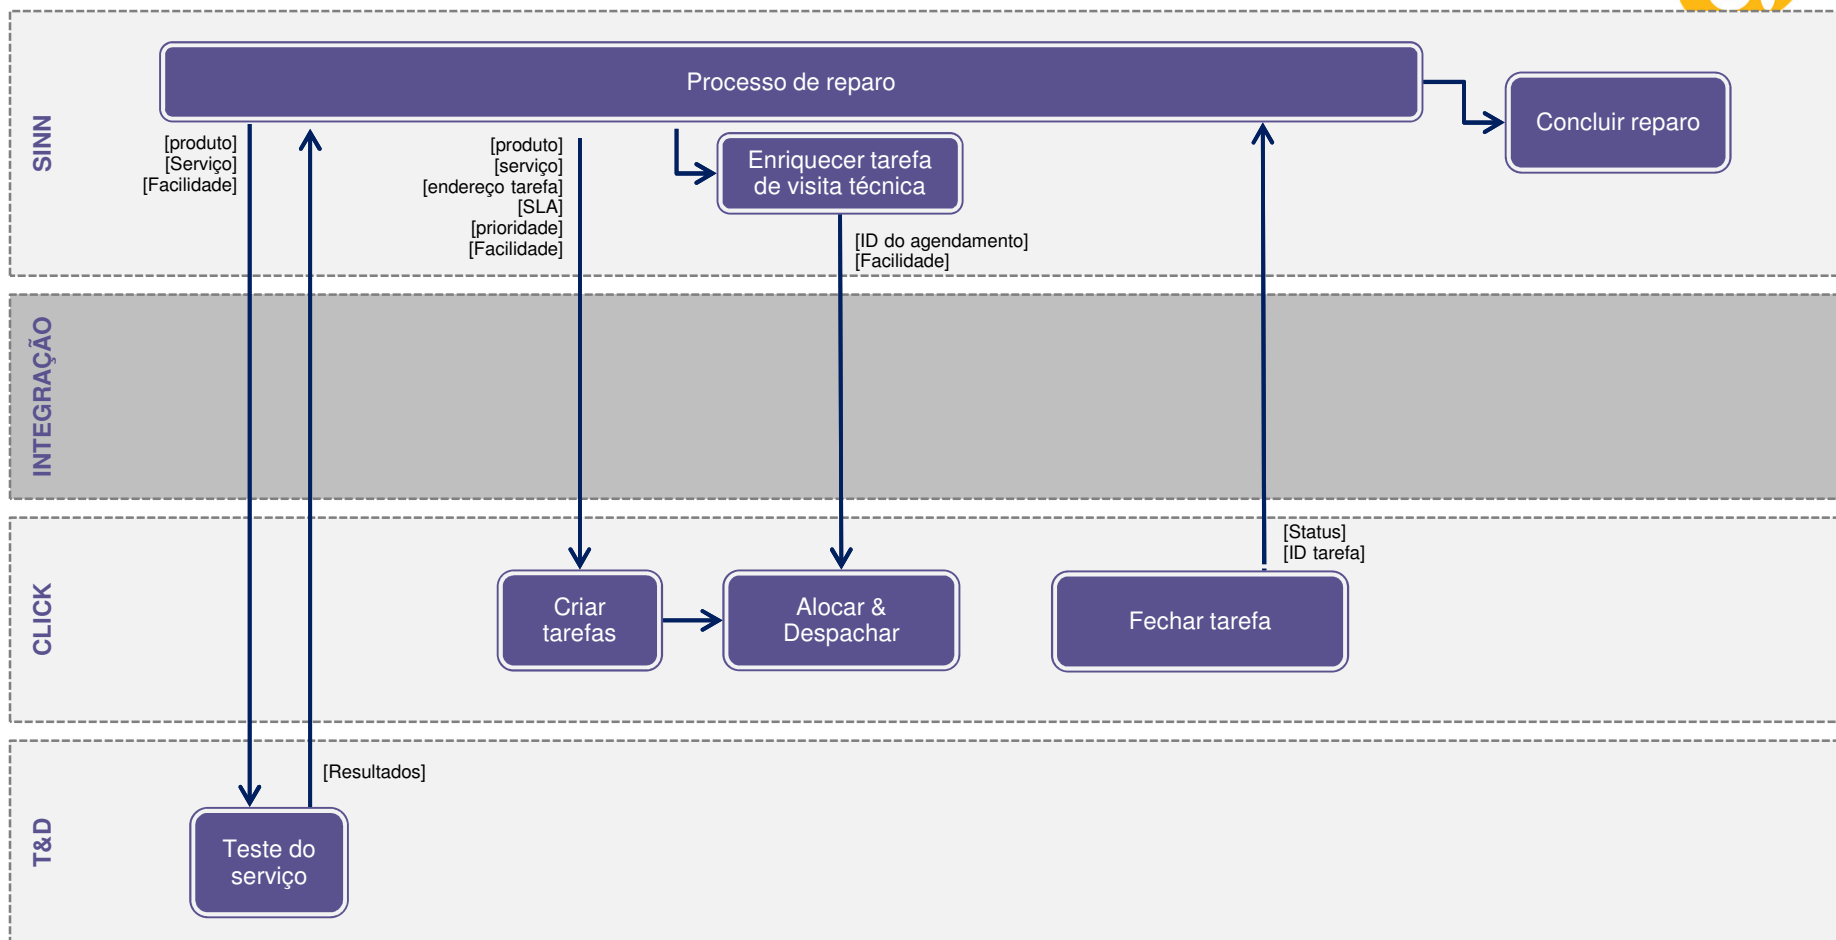 SINN
Processo de reparo
Concluir reparo
[produto]
[Serviço]
[Facilidade]
[produto]
[serviço]
[endereço tarefa]
[SLA]
[prioridade]
[Facilidade]
Enriquecer tarefa
de visita técnica
[ID do agendamento]
[Facilidade]
INTEGRAÇÃO
CLICK
[Status]
[ID tarefa]
Criar
tarefas
Alocar &
Despachar
Fechar tarefa
T&D
[Resultados]
Teste do
serviço